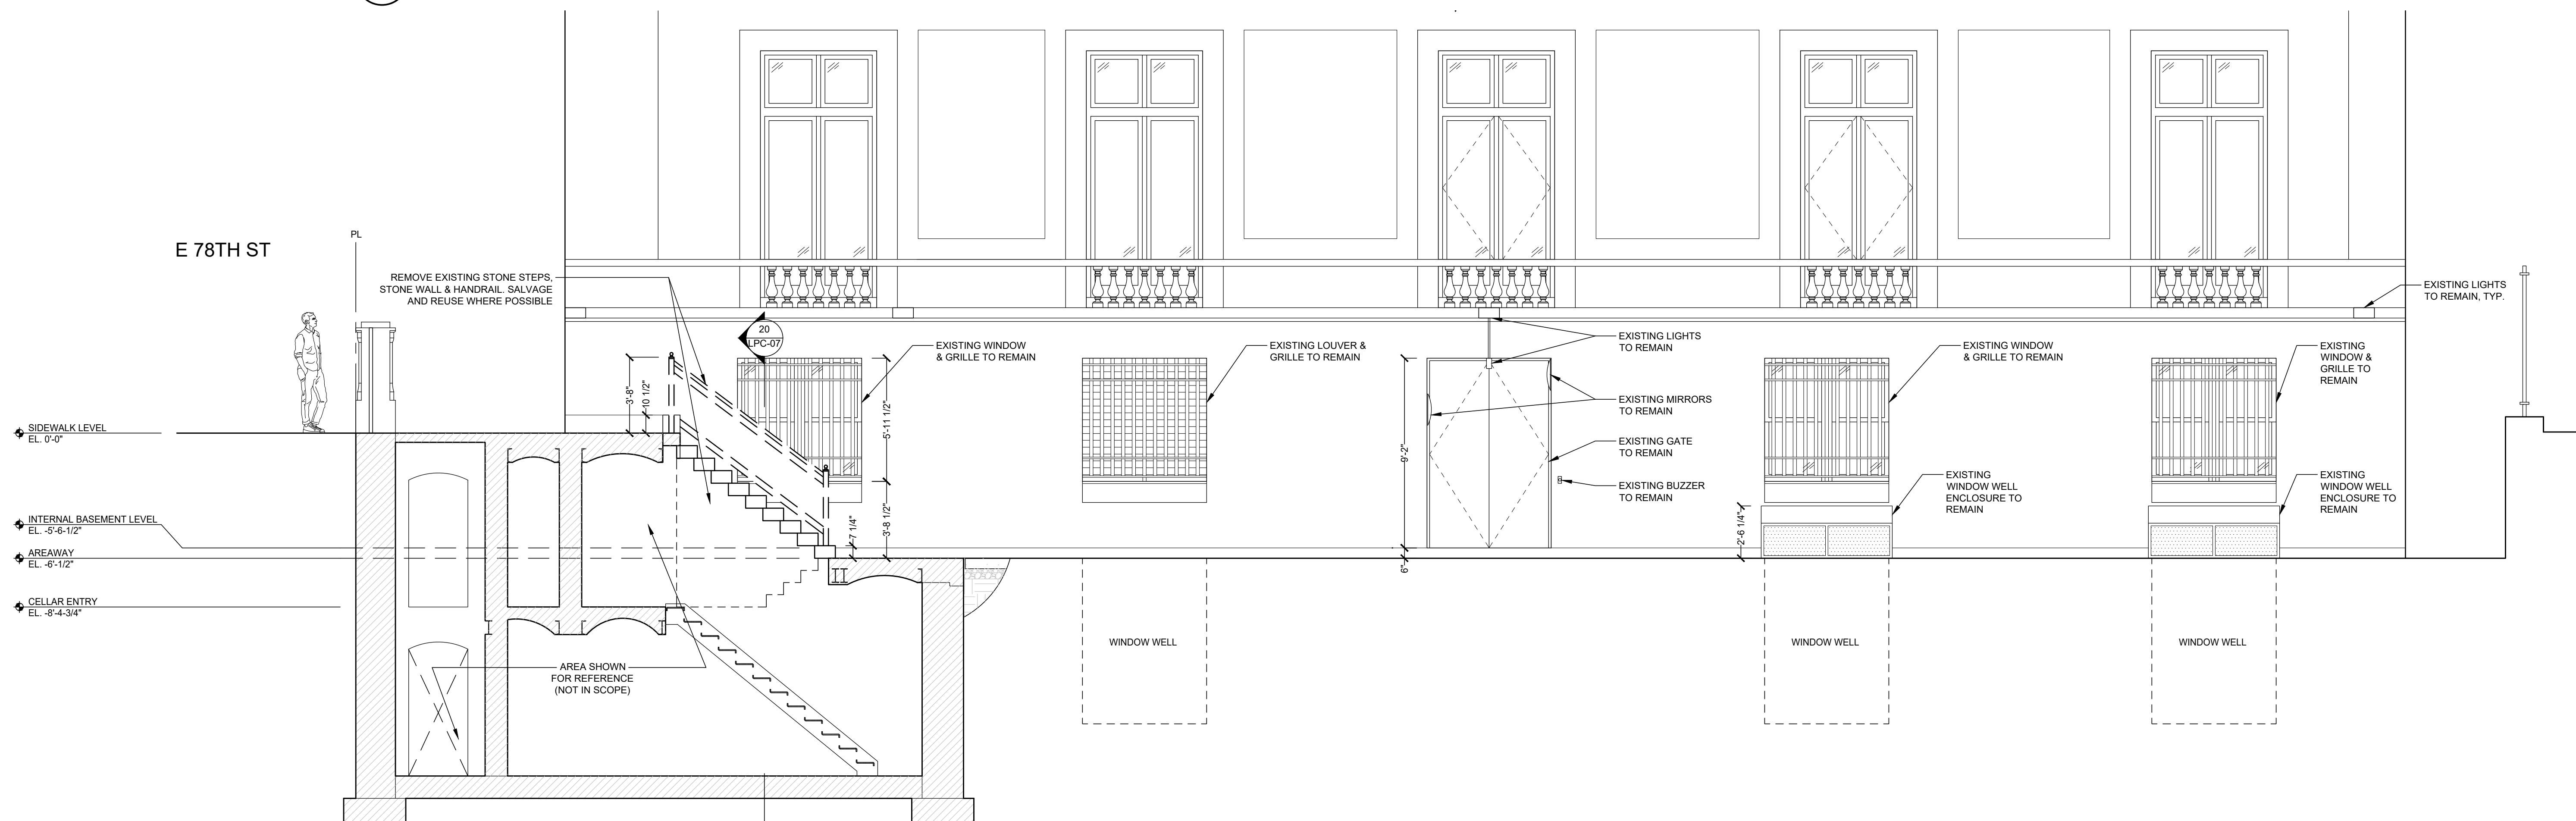 E 78TH ST
PL
REMOVE EXISTING STONE STEPS,
STONE WALL & HANDRAIL. SALVAGE
AND REUSE WHERE POSSIBLE
20
LPC-07
3'-8"
10 1/2"
EXISTING WINDOW
& GRILLE TO REMAIN
5'-11 1/2"
3'-8 1/2"
7 1/4"
EXISTING LOUVER &
GRILLE TO REMAIN
9'-2"
6"
EXISTING LIGHTS
TO REMAIN
EXISTING MIRRORS
TO REMAIN
EXISTING GATE
TO REMAIN
EXISTING BUZZER
TO REMAIN
EXISTING WINDOW
& GRILLE TO REMAIN
EXISTING
WINDOW WELL
ENCLOSURE TO
REMAIN
2'-6 1/4"
EXISTING LIGHTS
TO REMAIN, TYP.
EXISTING
WINDOW &
GRILLE TO
REMAIN
EXISTING
WINDOW WELL
ENCLOSURE TO
REMAIN
SIDEWALK LEVEL
EL. 0'-0"
INTERNAL BASEMENT LEVEL
EL. -5'-6-1/2"
AREAWAY
EL. -6'-1/2"
CELLAR ENTRY
EL. -8'-4-3/4"
AREA SHOWN
FOR REFERENCE
(NOT IN SCOPE)
WINDOW WELL
WINDOW WELL
WINDOW WELL